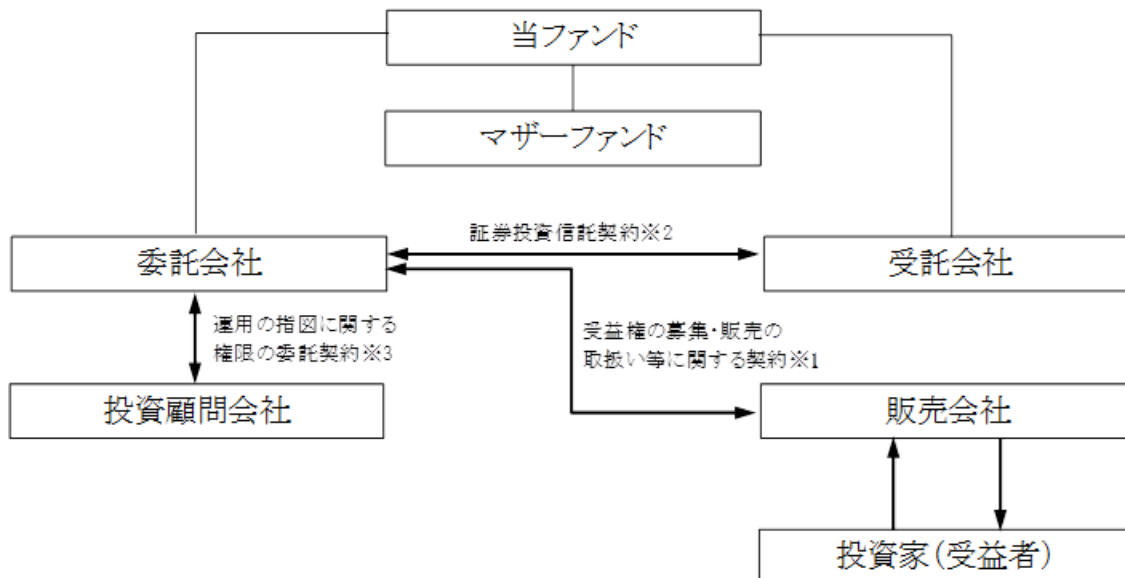 当ファンド
マザーファンド
証券投資信託契約※2
委託会社
受託会社
運用の指図に関する
権限の委託契約※3
受益権の募集・販売の
取扱い等に関する契約※1
投資顧問会社
販売会社
投資家(受益者)